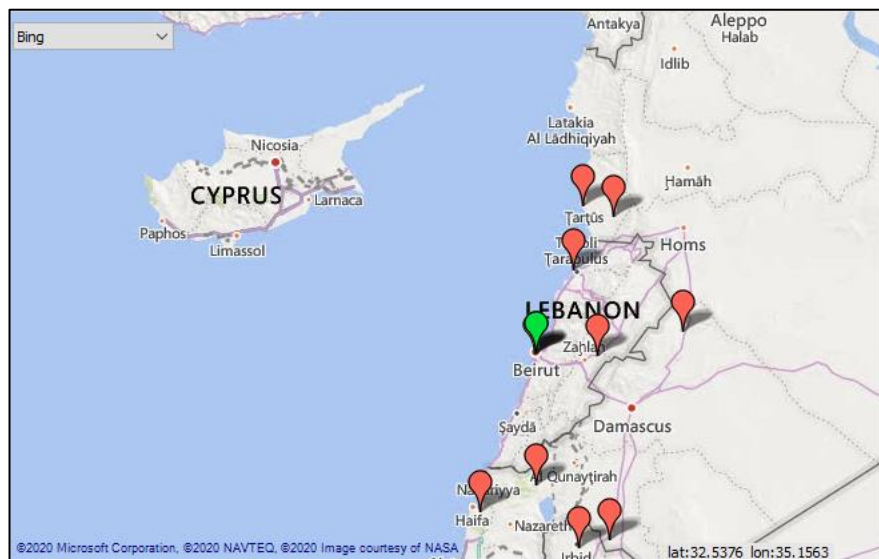 Bing
Antakya
Aleppo
Halab
Idlib
Latakia
Al Lādhiqiyah
Nicosia
CYPRUS
Larnaca
Paphos
Limassol
Ḩamāh
Ţarţūs
Homs
Ţarābulus
LEBANON
Zaḩlah
Beirut
Şaydā
Damascus
Al Qunayţirah
Haifa
Nazareth
Irbid
©2020 Microsoft Corporation, ©2020 NAVTEQ, ©2020 Image courtesy of NASA
lat:32.5376 lon:35.1563